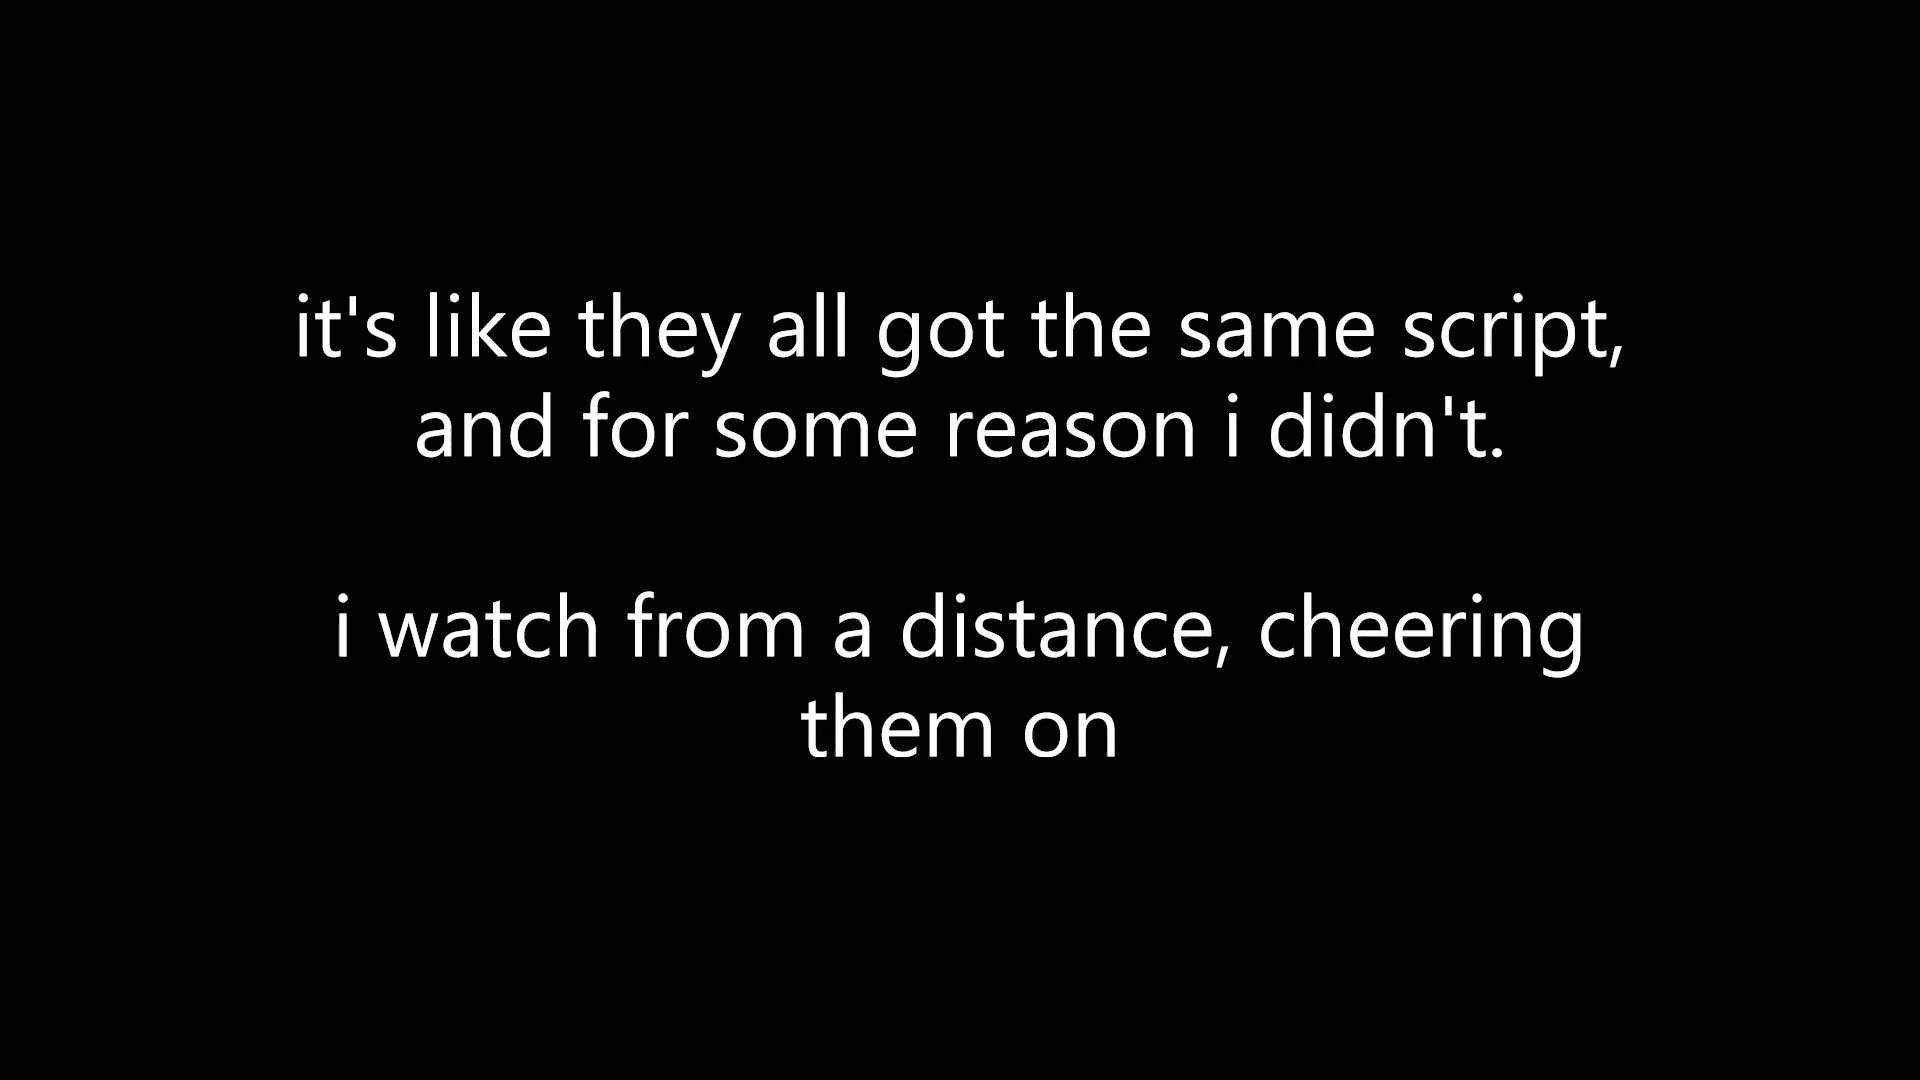 it's like they all got the same script,
and for some reason i didn't.
i watch from a distance, cheering
them on